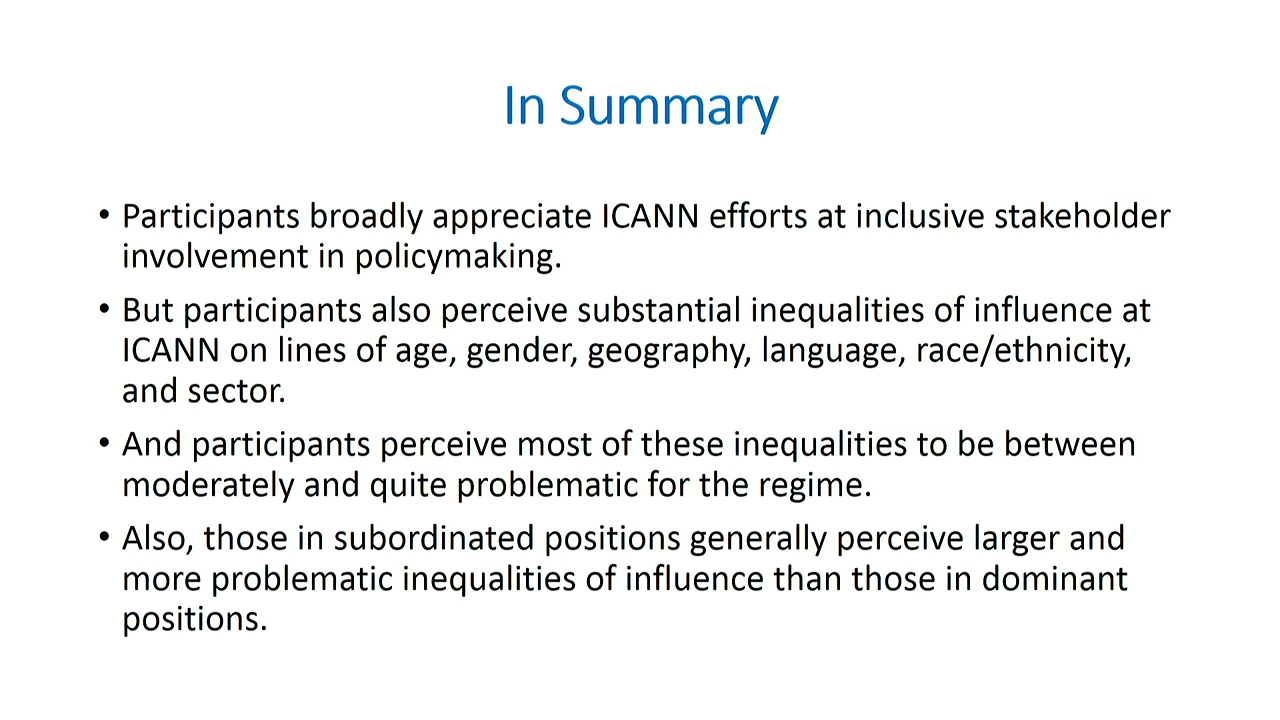 In Summary
• Participants broadly appreciate ICANN efforts at inclusive stakeholder
involvement in policymaking.
• But participants also perceive substantial inequalities of influence at
ICANN on lines of age, gender, geography, language, race/ethnicity,
and sector.
• And participants perceive most of these inequalities to be between
moderately and quite problematic for the regime.
• Also, those in subordinated positions generally perceive larger and
more problematic inequalities of influence than those in dominant
positions.